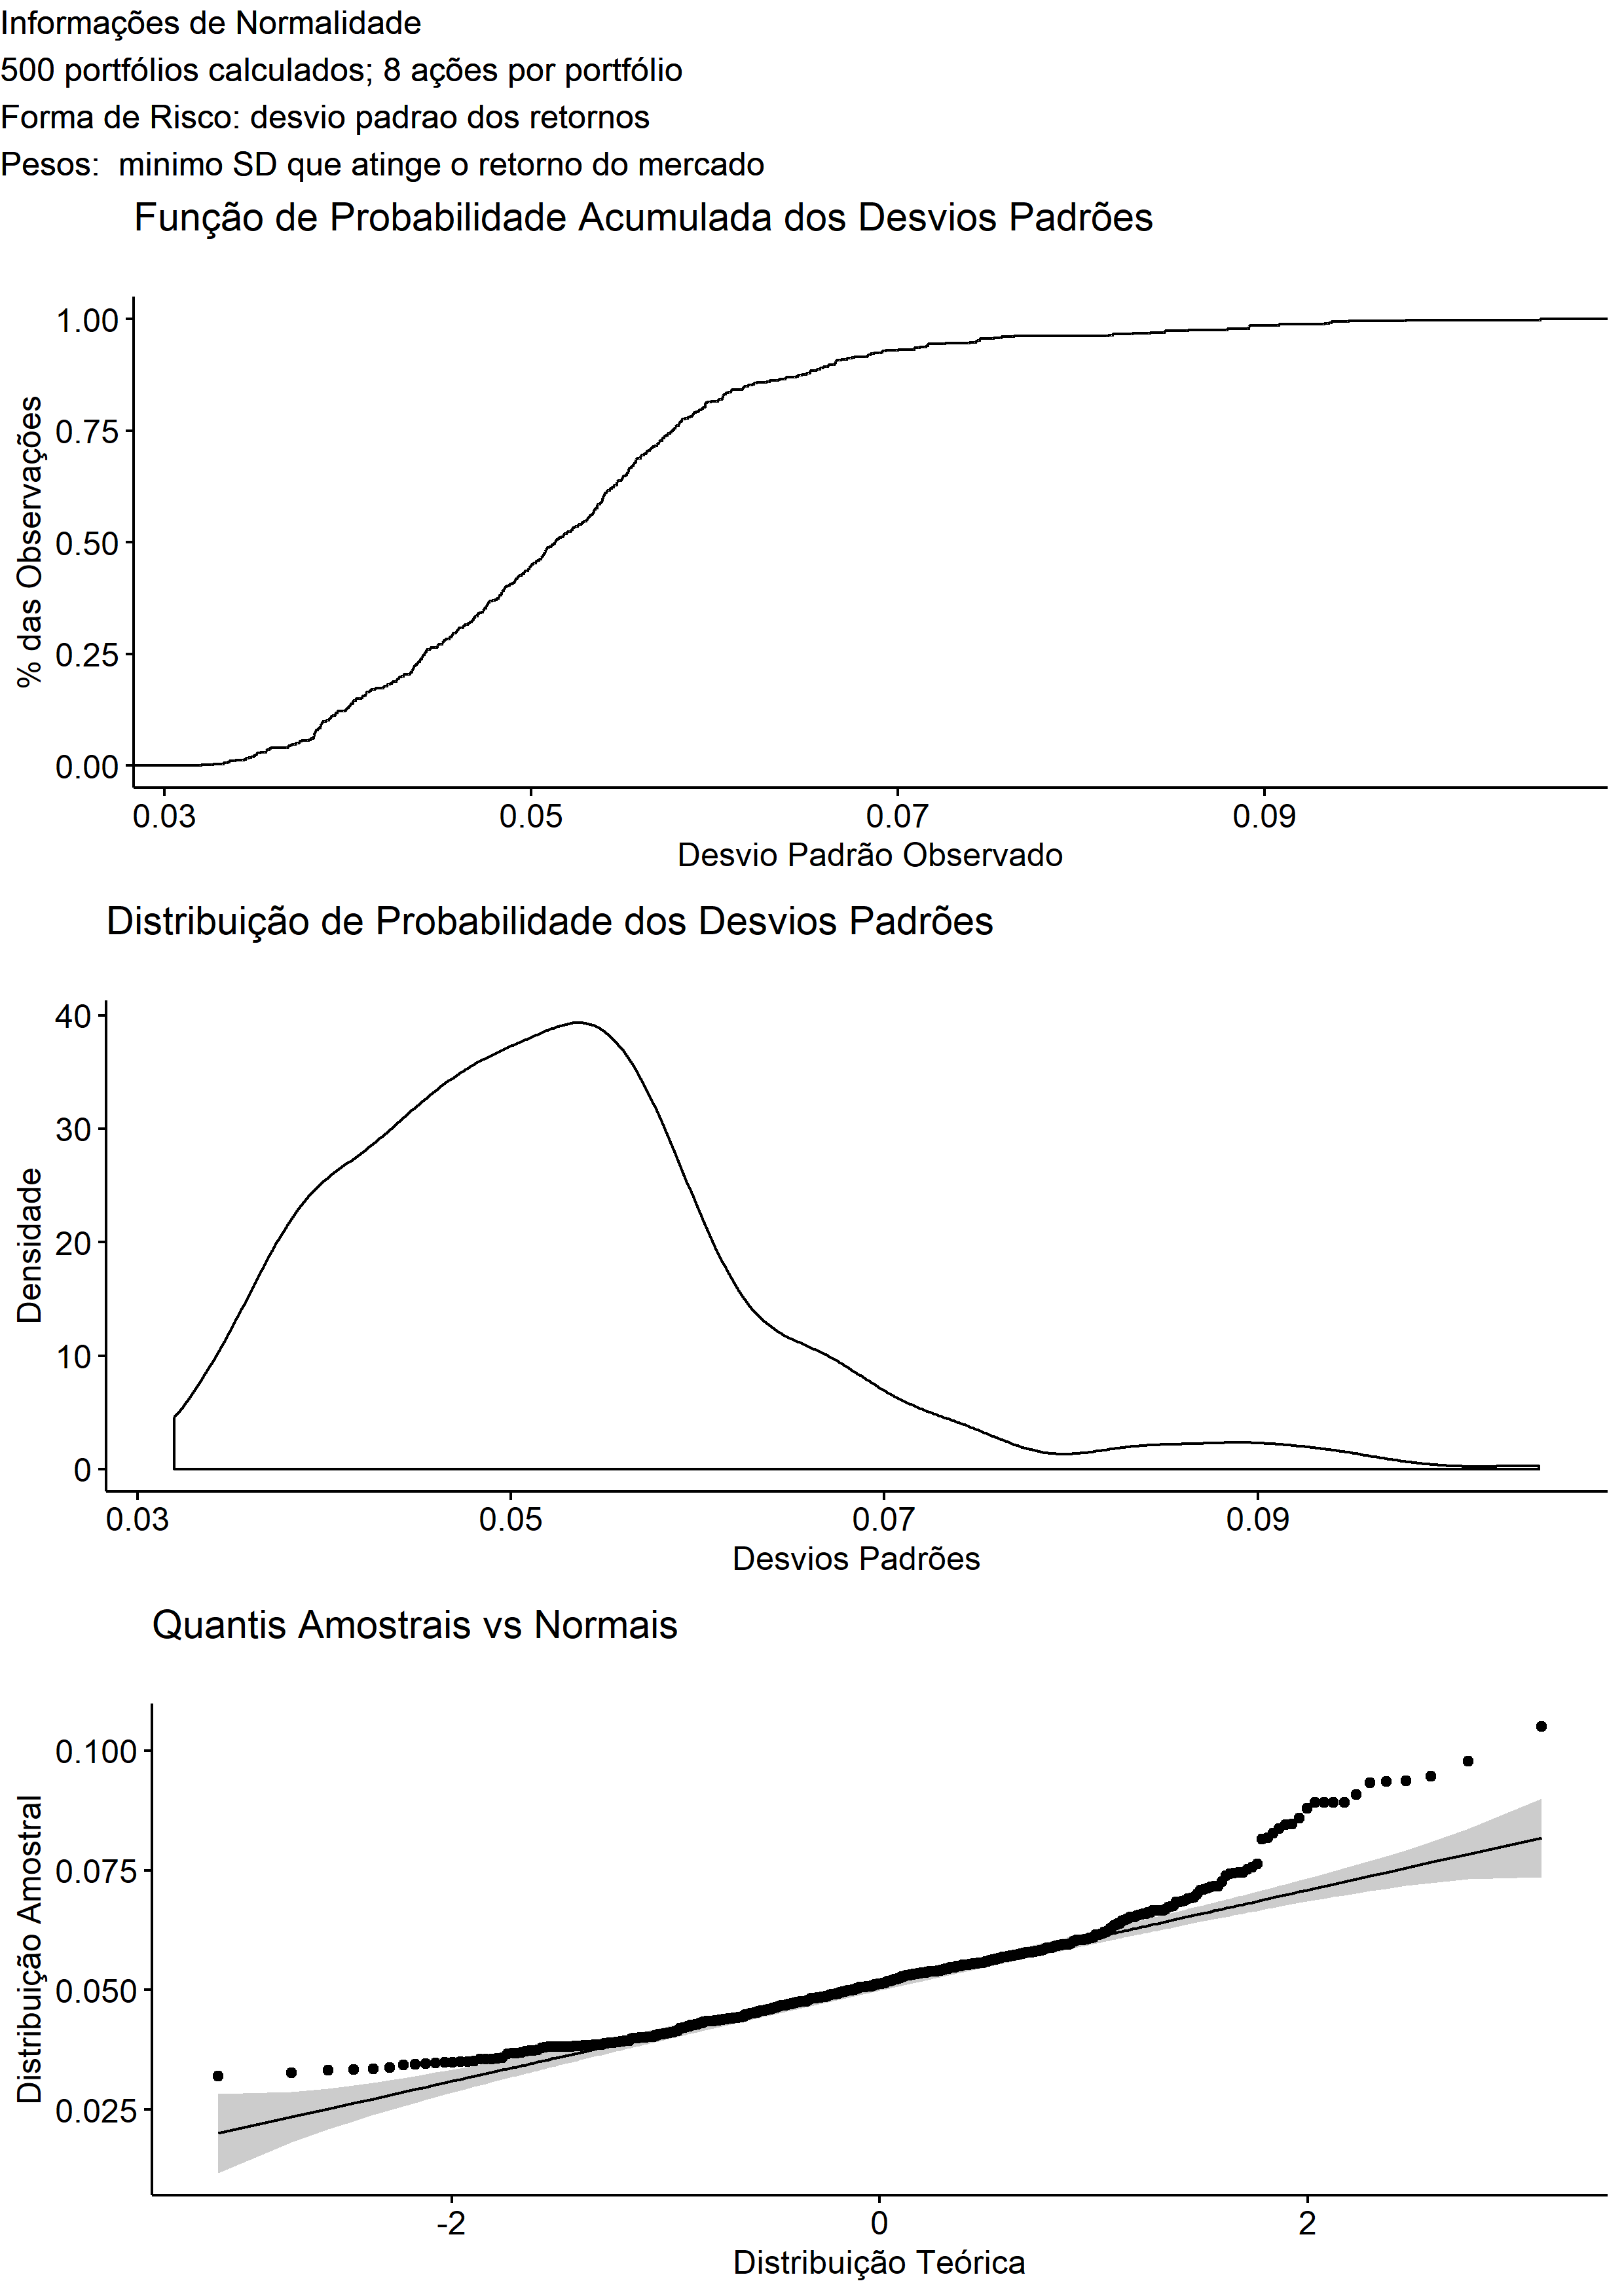 Informações de Normalidade
500 portfólios calculados; 8 ações por portfólio
Forma de Risco: desvio padrao dos retornos
Pesos:  minimo SD que atinge o retorno do mercado
Função de Probabilidade Acumulada dos Desvios Padrões
% das Observações
1.00
0.75
0.50
0.25
0.00
0.03 0.05 0.07 0.09
Desvio Padrão Observado
Distribuição de Probabilidade dos Desvios Padrões
Densidade
40
30
20
10
0
0.03 0.05 0.07 0.09
Desvios Padrões
Quantis Amostrais vs Normais
Distribuição Amostral
0.100
0.075
0.050
0.025
-2 0 2
Distribuição Teórica